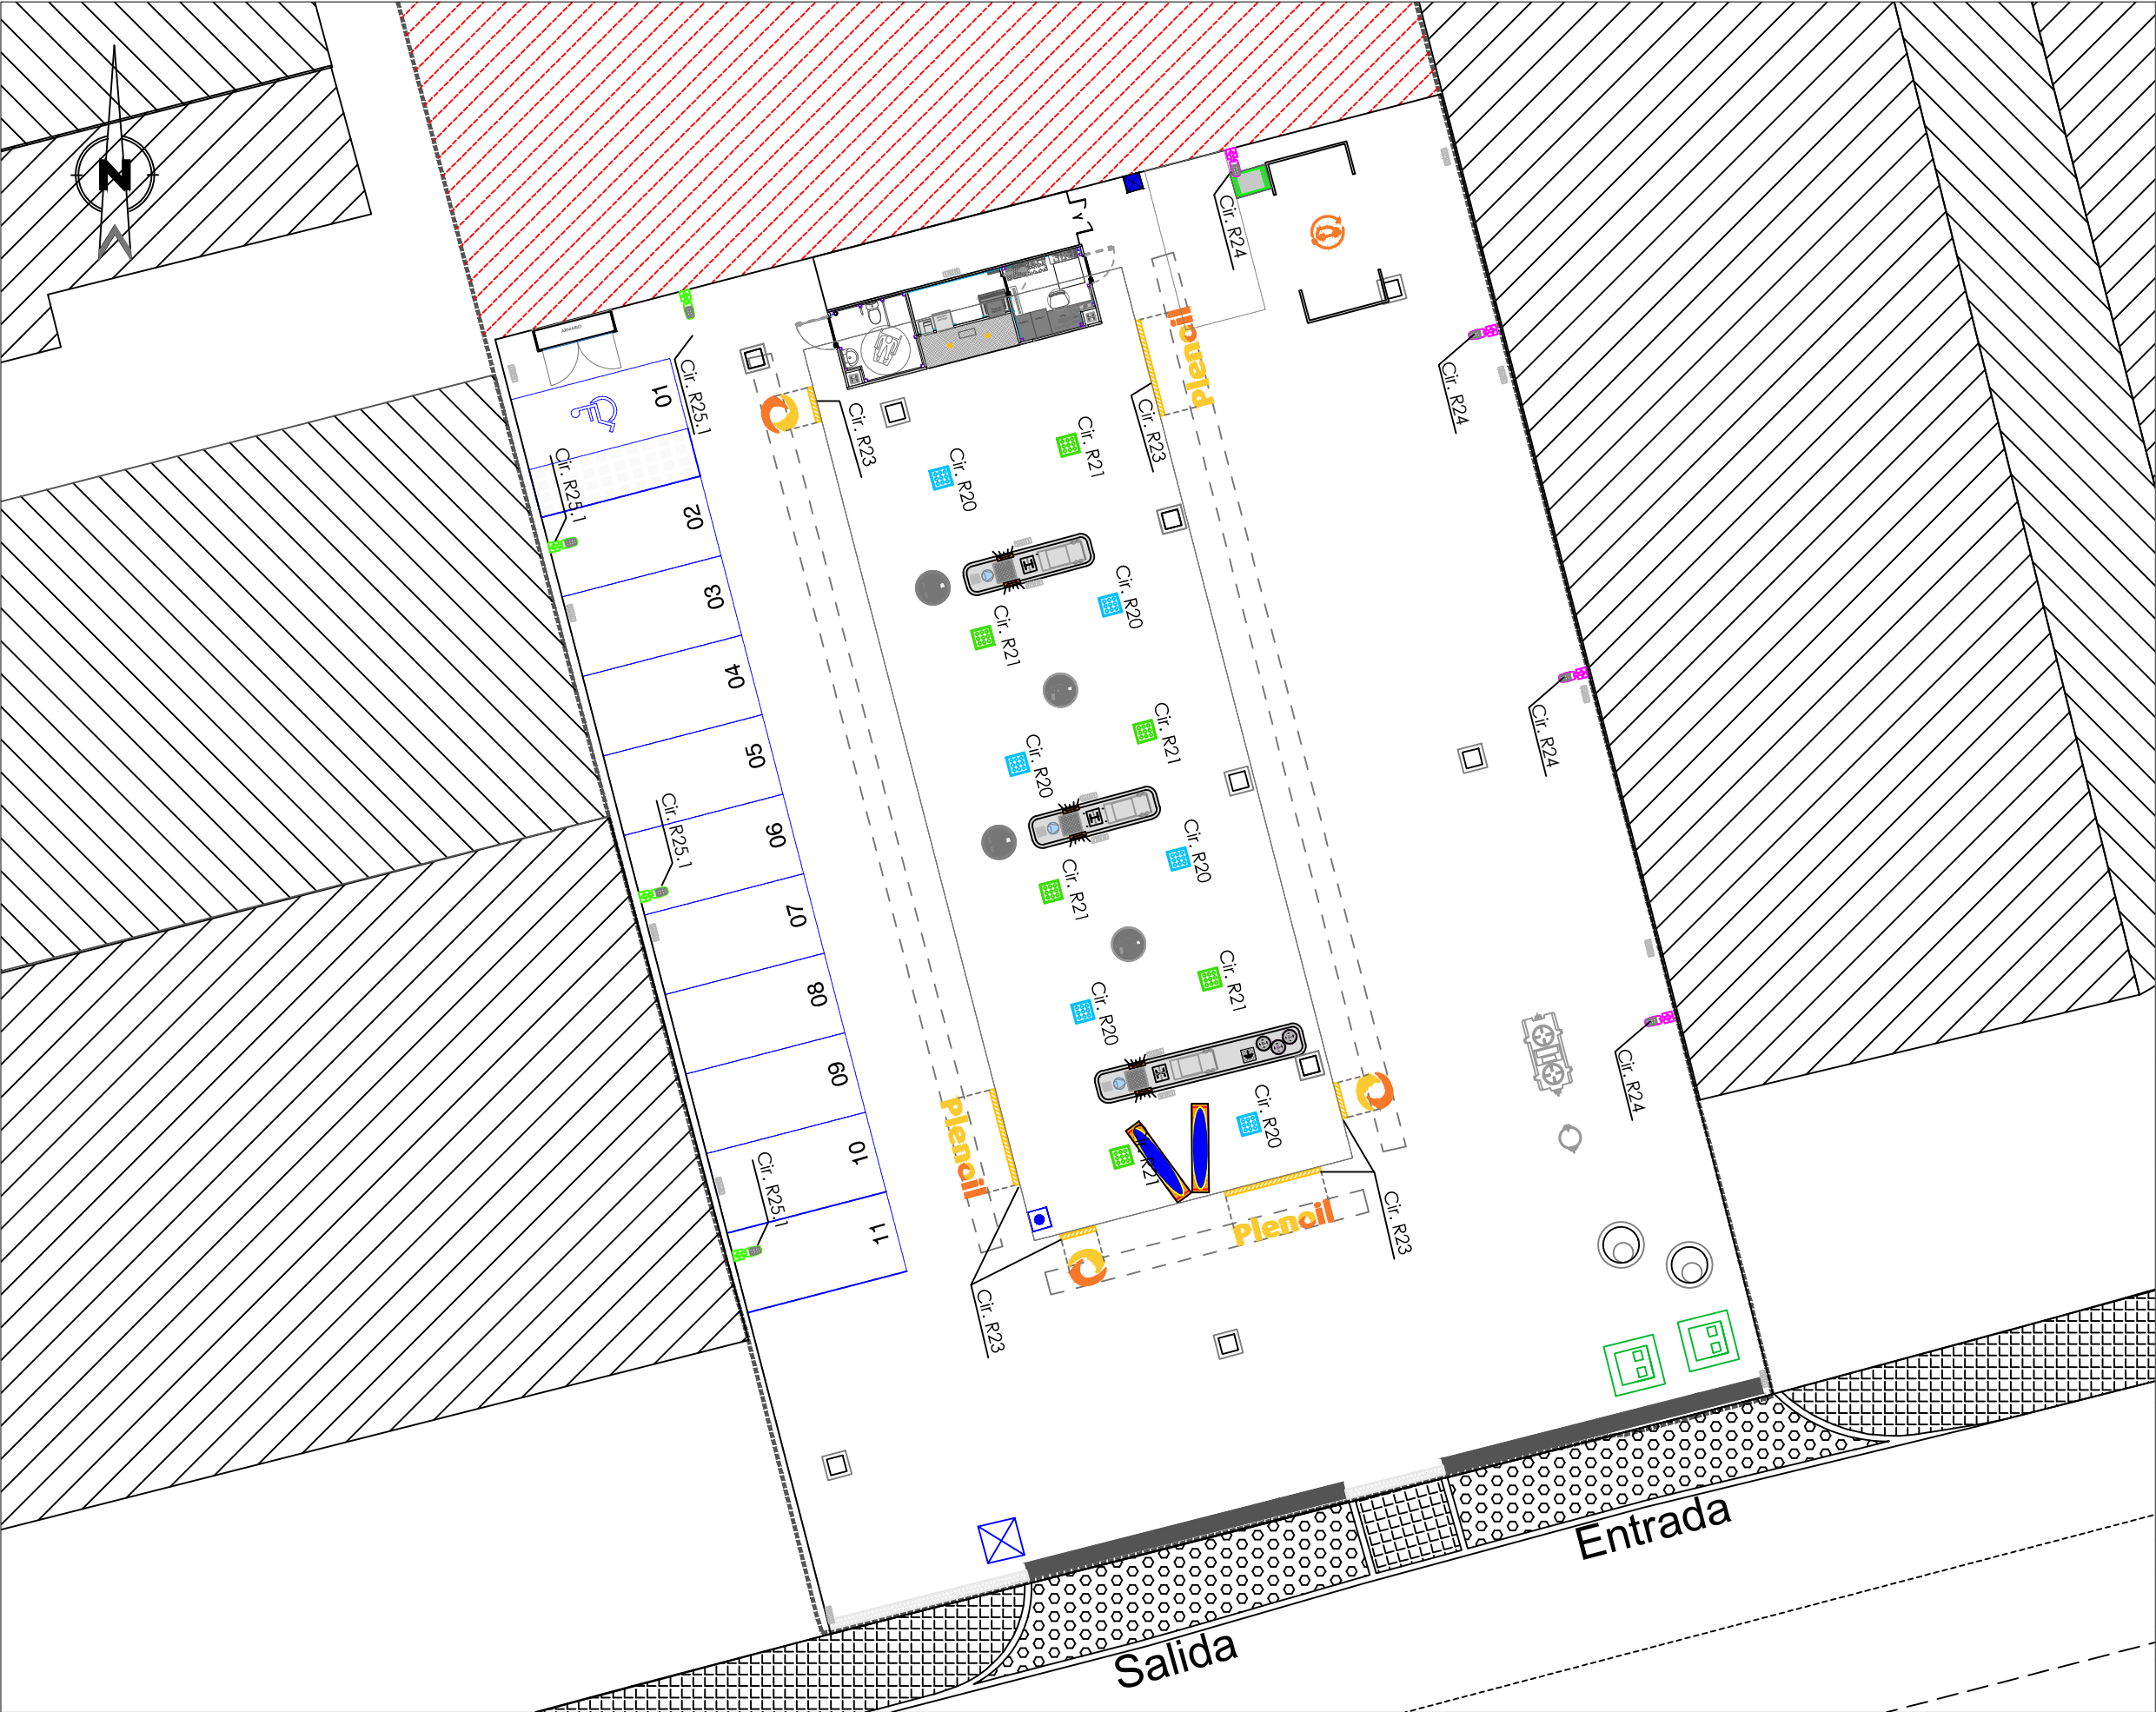 N
Cir. R24
ARMARIO
Plenoil
Cir. R25.1
01
Cir. R23
Cir. R23
Cir. R24
Cir. R21
Cir. R20
Cir. R25.1
02
03
Cir. R20
Cir. R21
04
Cir. R24
Cir. R21
05
Cir. R20
Cir. R25.1
06
Cir. R20
Cir. R21
07
08
Cir. R21
Cir. R20
Cir. R24
09
Plenoil
Cir. R20
10
R21
Cir. R25.1
11
Plenoil
Cir. R23
Cir. R23
Entrada
Salida